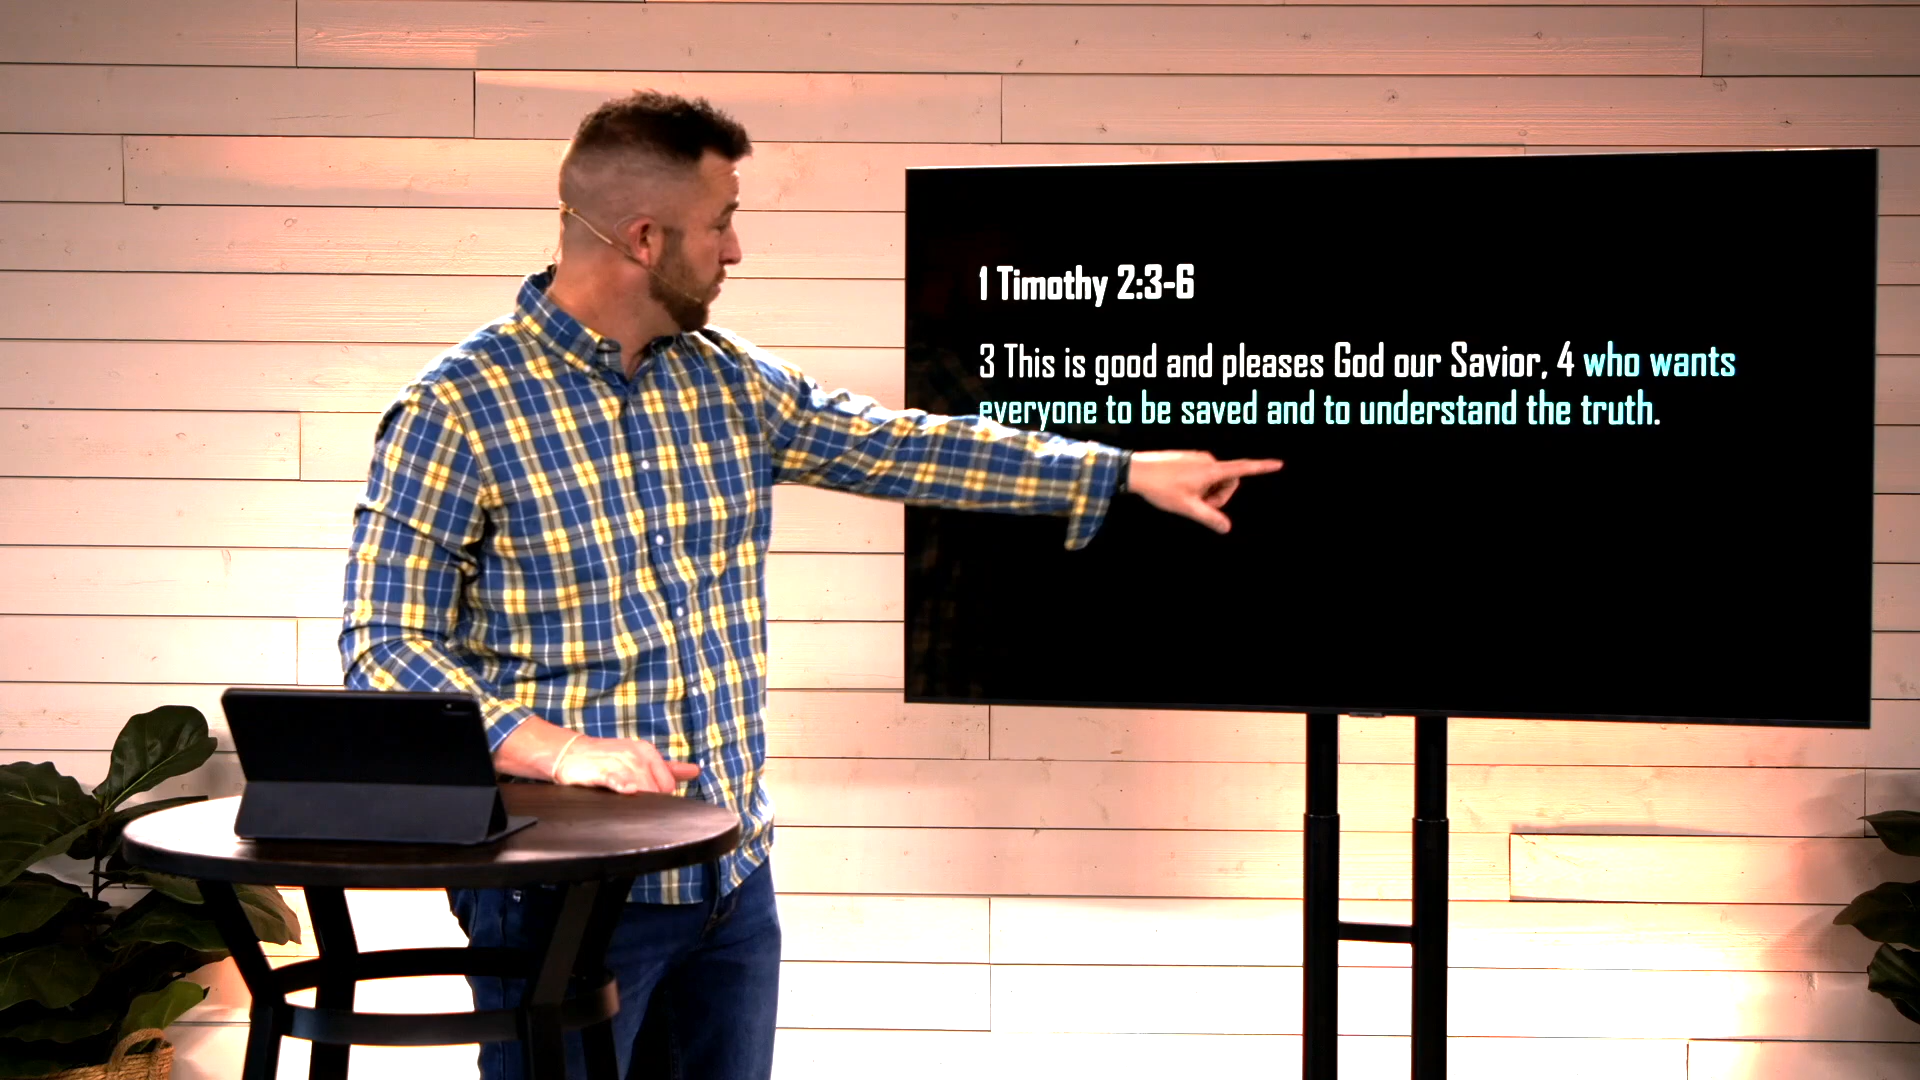 1 Timothy 2:3-6
3 This is good and pleases God our Savior, 4 who wants
everyone to be saved and to understand the truth.